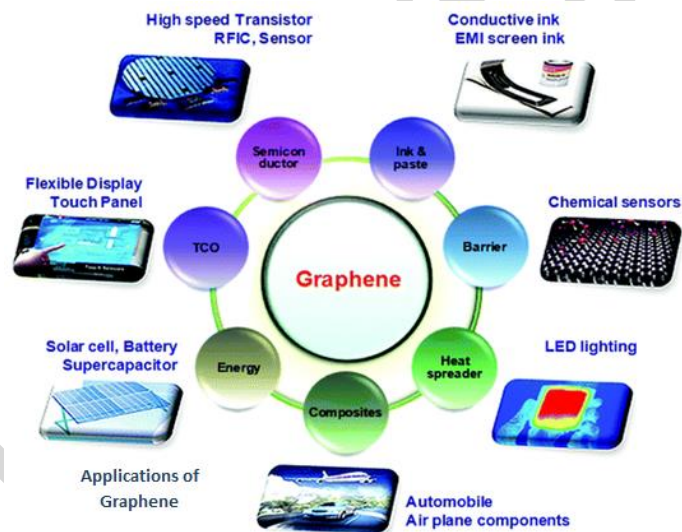 High speed Transistor
RFIC, Sensor
Conductive ink
EMI screen ink
Semicon
ductor
Ink &
paste
Flexible Display
Touch Panel
TCO
Barrier
Chemical sensors
Graphene
Solar cell, Battery
Supercapacitor
Energy
Heat
spreader
LED lighting
Composites
Applications of
Graphene
Automobile
Air plane components